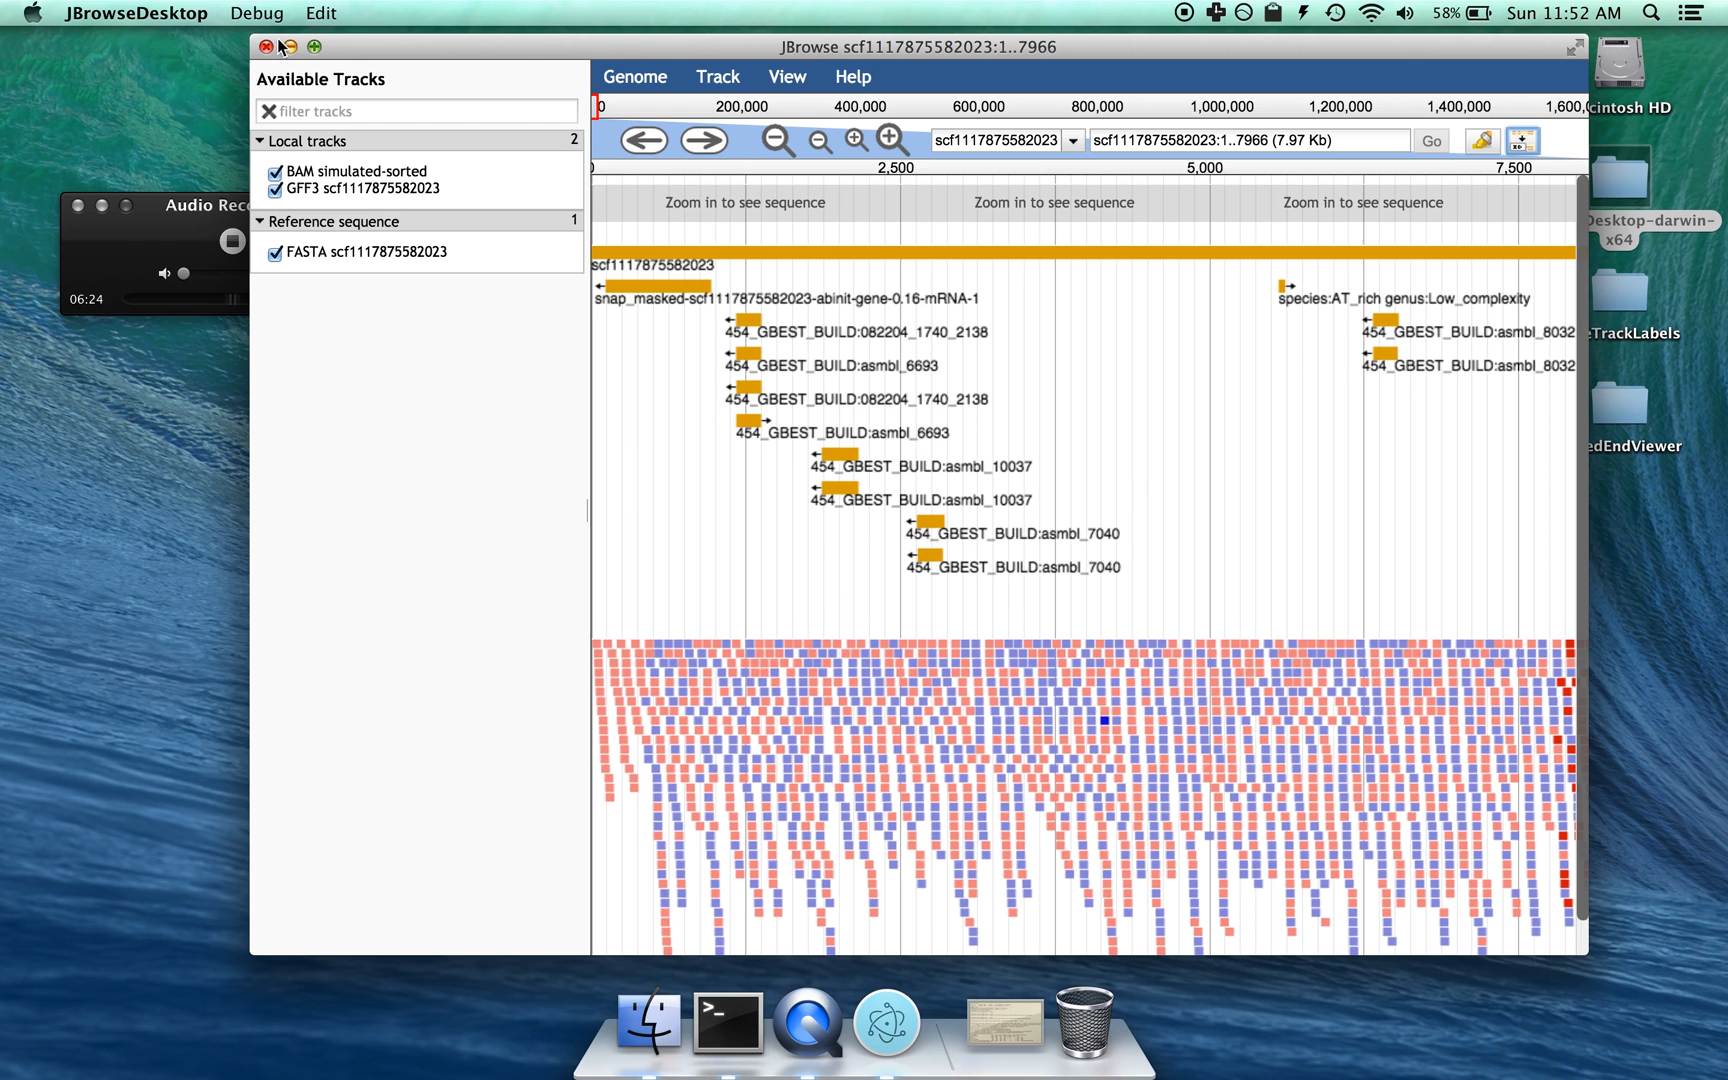 JBrowseDesktop Debug Edit 58% Sun 11:52 AM
JBrowse scf1117875582023:1..7966
Available Tracks
filter tracks
Local tracks 2
BAM simulated-sorted
GFF3 scf1117875582023
Reference sequence 1
FASTA scf1117875582023
Genome Track View Help
0 200,000 400,000 600,000 800,000 1,000,000 1,200,000 1,400,000 1,600,
scf1117875582023 scf1117875582023:1..7966 (7.97 Kb) Go
0 2,500 5,000 7,500
Zoom in to see sequence Zoom in to see sequence Zoom in to see sequence
scf1117875582023
snap_masked-scf1117875582023-abinit-gene-0.16-mRNA-1 species:AT_rich genus:Low_complexity
454_GBEST_BUILD:082204_1740_2138 454_GBEST_BUILD:asmbl_8032
454_GBEST_BUILD:asmbl_6693 454_GBEST_BUILD:asmbl_8032
454_GBEST_BUILD:082204_1740_2138
454_GBEST_BUILD:asmbl_6693
454_GBEST_BUILD:asmbl_10037
454_GBEST_BUILD:asmbl_10037
454_GBEST_BUILD:asmbl_7040
454_GBEST_BUILD:asmbl_7040
Audio Rec
06:24
cintosh HD
Desktop-darwin-
x64
eTrackLabels
edEndViewer